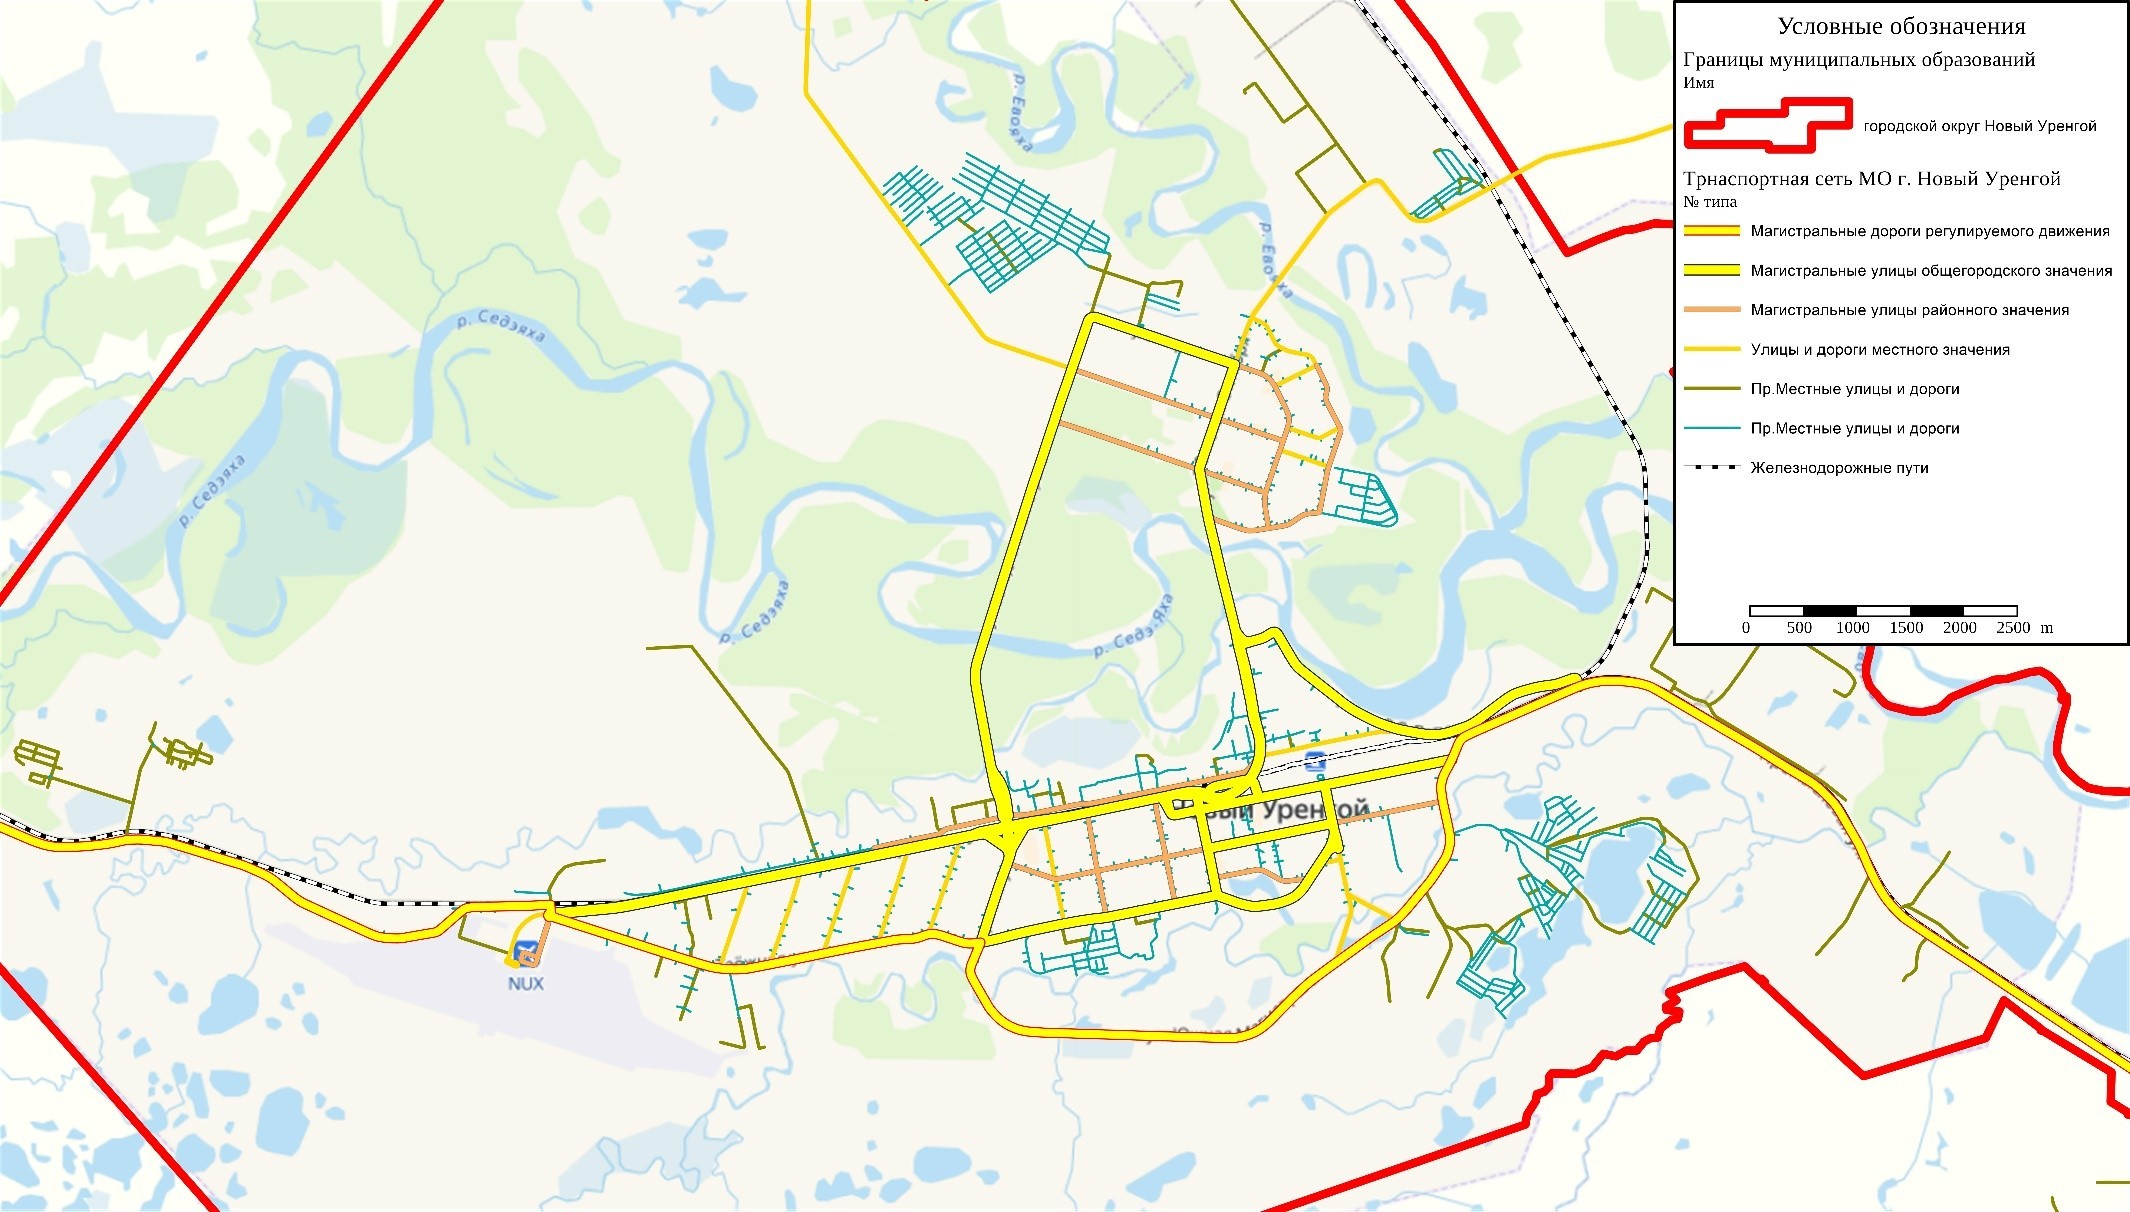 Условные обозначения
Границы муниципальных образований
Имя
городской округ Новый Уренгой
Трнаспортная сеть МО г. Новый Уренгой
№ типа
Магистральные дороги регулируемого движения
Магистральные улицы общегородского значения
Магистральные улицы районного значения
Улицы и дороги местного значения
Пр.Местные улицы и дороги
Пр.Местные улицы и дороги
Железнодорожные пути
0 500 1000 1500 2000 2500 m
р. Евояха
р. Евояха
р. Седэяха
р. Седэяха
р. Седэяха
р. Седэ-Яха
вый Уренгой
NUX